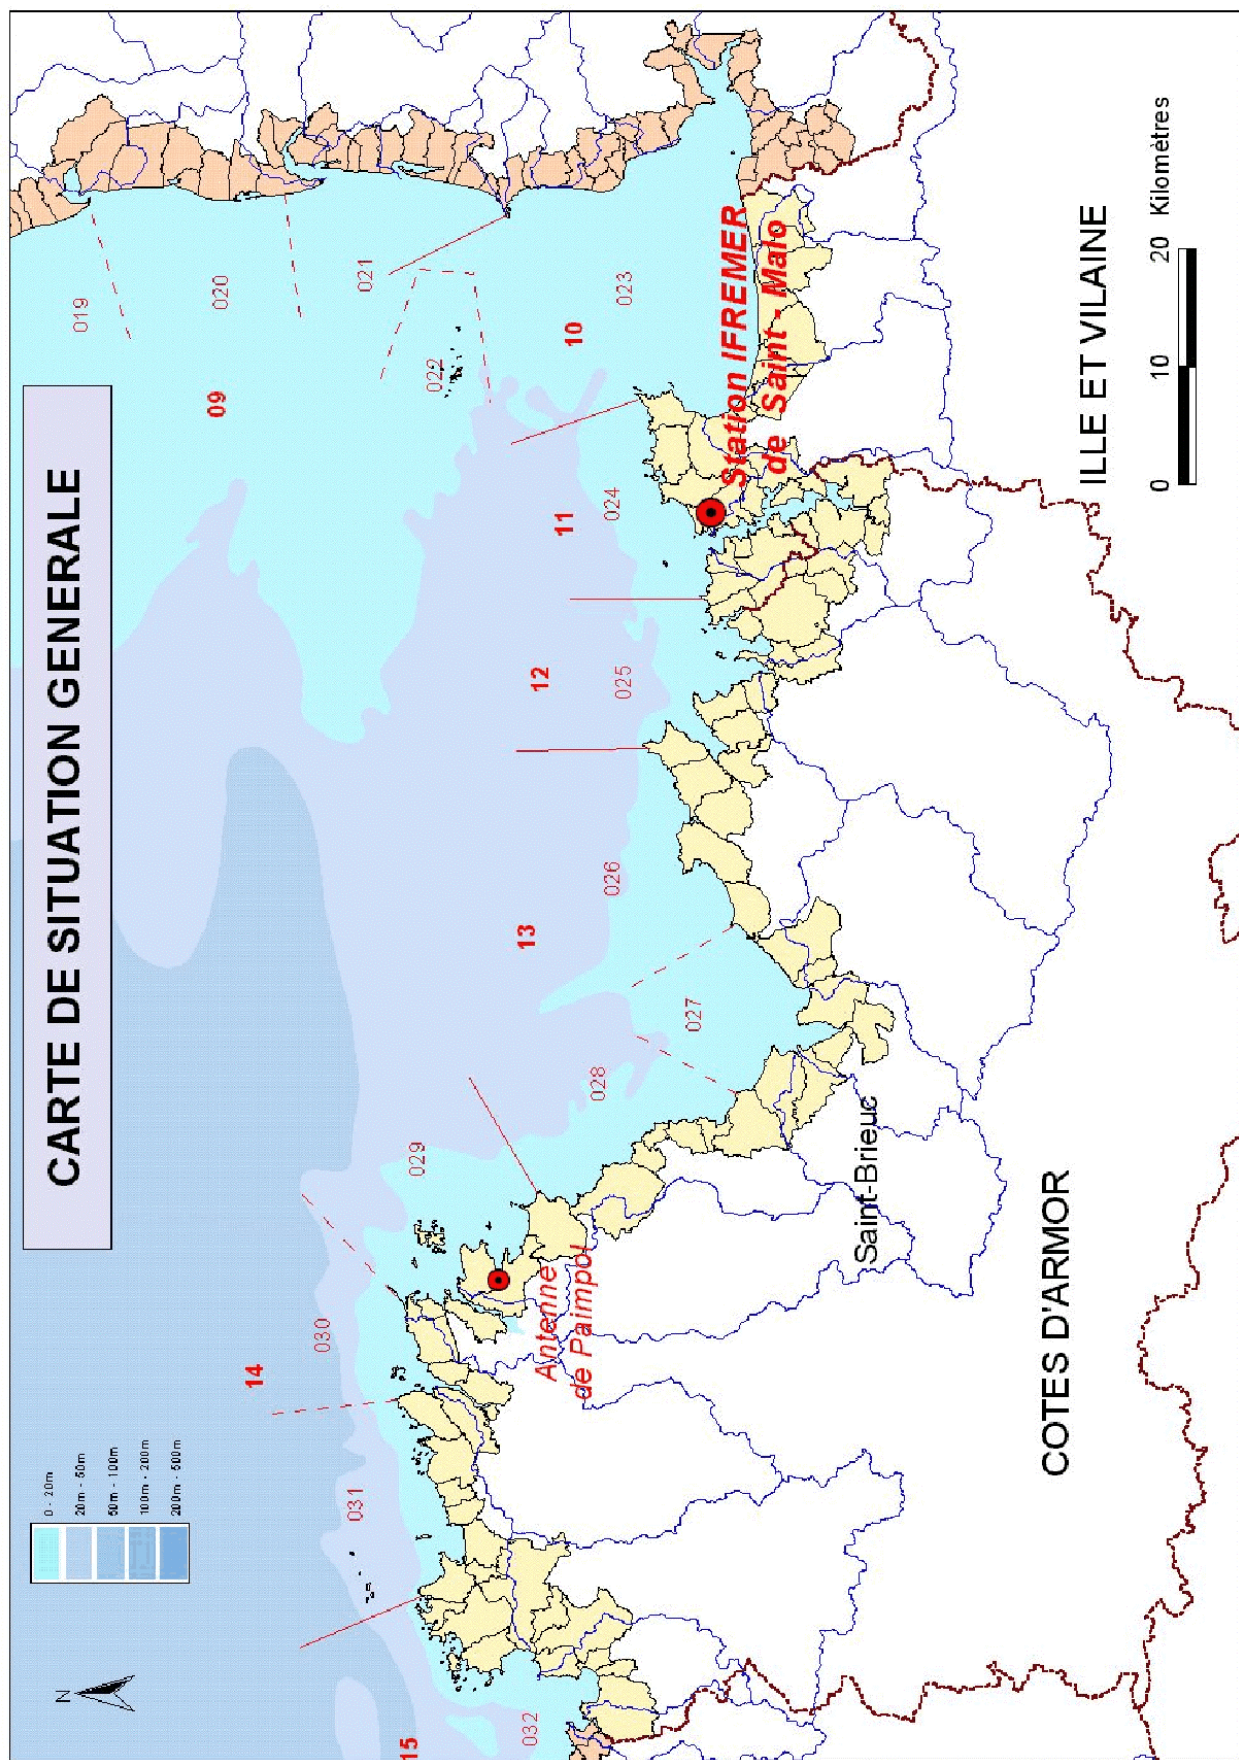 CARTE DE SITUATION GENERALE
N
0 - 20m
20m - 50m
50m - 100m
100m - 200m
200m - 500m
019
020
09
021
022
023
10
11
024
12
025
13
026
027
028
029
14
030
031
15
032
Station IFREMER
de Saint - Malo
Antenne
de Paimpol
Saint-Brieuc
COTES D'ARMOR
ILLE ET VILAINE
0 10 20 Kilomètres